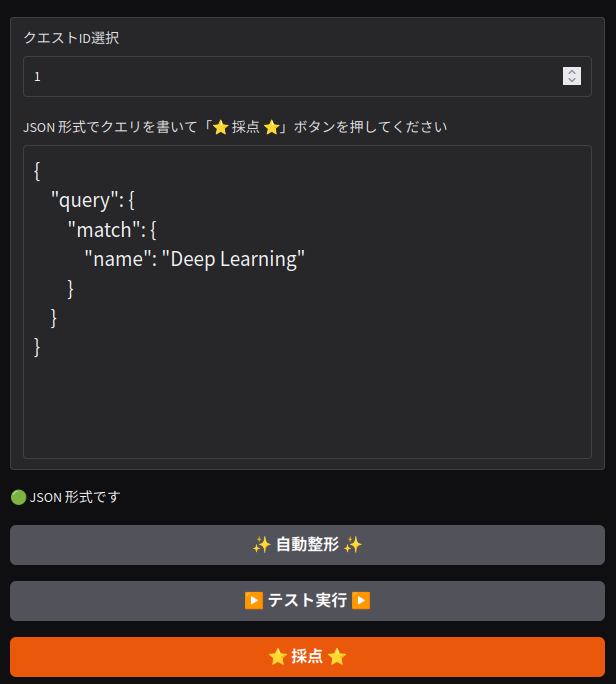 クエストID選択
1
JSON 形式でクエリを書いて「⭐ 採点 ⭐」ボタンを押してください
{
    "query": {
        "match": {
            "name": "Deep Learning"
        }
    }
}
🟢 JSON 形式です
✨ 自動整形 ✨
▶️ テスト実行 ▶️
⭐ 採点 ⭐